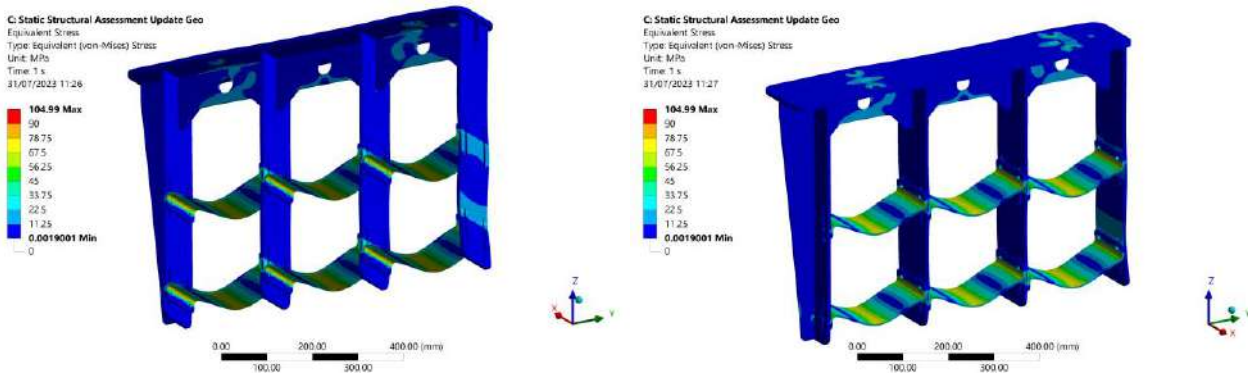 C: Static Structural Assessment Update Geo
Equivalent Stress
Type: Equivalent (von-Mises) Stress
Unit: MPa
Time: 1 s
31/07/2023 11:26
104.99 Max
90
78.75
67.5
56.25
45
33.75
22.5
11.25
0.0019001 Min
0
X
Z
Y
0.00
200.00
400.00 (mm)
100.00
300.00
C: Static Structural Assessment Update Geo
Equivalent Stress
Type: Equivalent (von-Mises) Stress
Unit: MPa
Time: 1 s
31/07/2023 11:27
104.99 Max
90
78.75
67.5
56.25
45
33.75
22.5
11.25
0.0019001 Min
0
Z
Y
X
0.00
200.00
400.00 (mm)
100.00
300.00